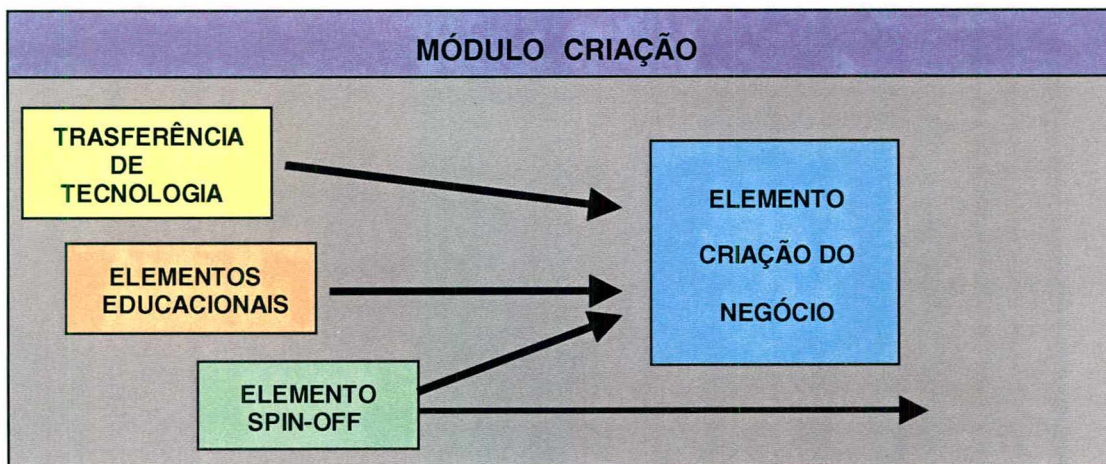 MÓDULO CRIAÇÃO
TRASFERÊNCIA
DE
TECNOLOGIA
ELEMENTOS
EDUCACIONAIS
ELEMENTO
SPIN-OFF
ELEMENTO
CRIAÇÃO DO
NEGÓCIO